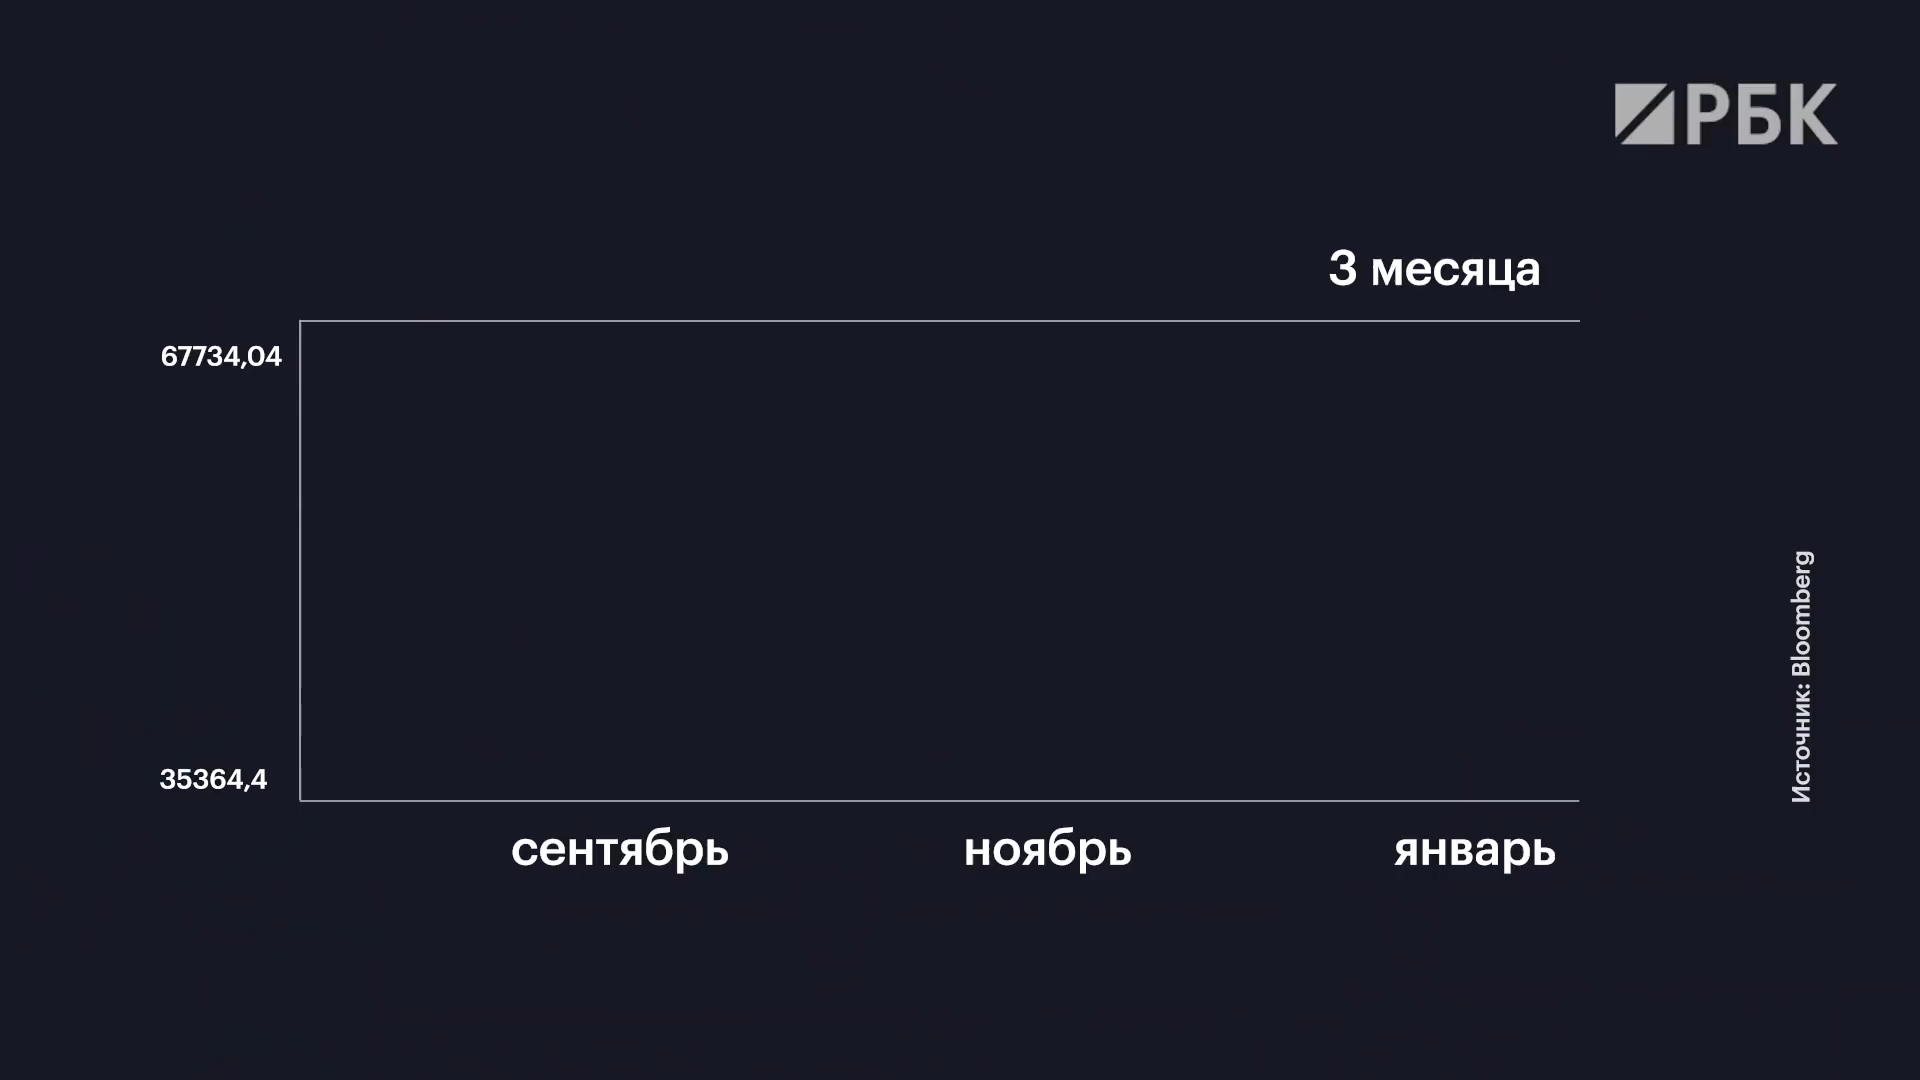 РБК
3 месяца
67734,04
35364,4
сентябрь ноябрь январь
Источник: Bloomberg